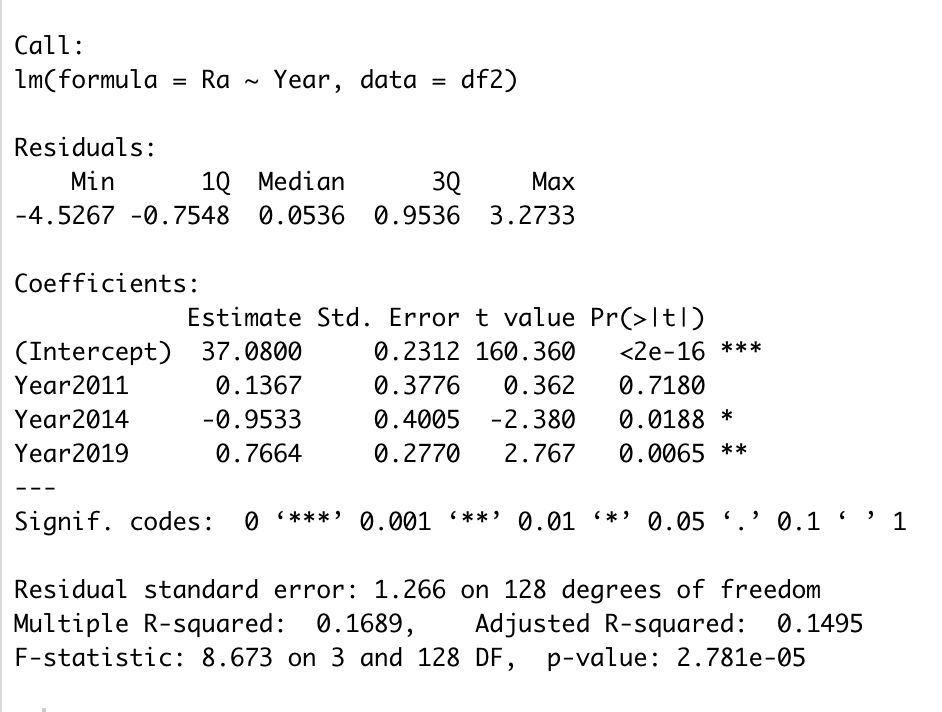 Call:
lm(formula = Ra ~ Year, data = df2)
Residuals:
Min 1Q Median 3Q Max
-4.5267 -0.7548 0.0536 0.9536 3.2733
Coefficients:
Estimate Std. Error t value Pr(>|t|)
(Intercept) 37.0800 0.2312 160.360 <2e-16 ***
Year2011 0.1367 0.3776 0.362 0.7180
Year2014 -0.9533 0.4005 -2.380 0.0188 *
Year2019 0.7664 0.2770 2.767 0.0065 **
---
Signif. codes: 0 ‘***’ 0.001 ‘**’ 0.01 ‘*’ 0.05 ‘.’ 0.1 ‘ ’ 1
Residual standard error: 1.266 on 128 degrees of freedom
Multiple R-squared: 0.1689, Adjusted R-squared: 0.1495
F-statistic: 8.673 on 3 and 128 DF, p-value: 2.781e-05